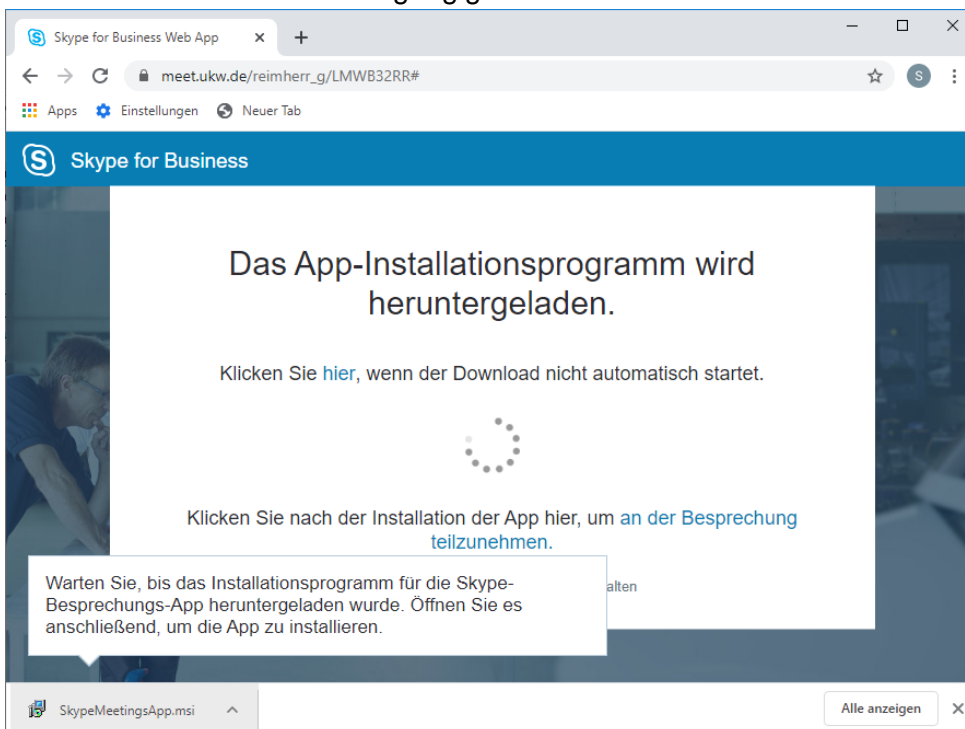 Skype for Business Web App
meet.ukw.de/reimherr_g/LMWB32RR#
S
Apps Einstellungen Neuer Tab
Skype for Business
Das App-Installationsprogramm wird
heruntergeladen.
Klicken Sie hier, wenn der Download nicht automatisch startet.
Klicken Sie nach der Installation der App hier, um an der Besprechung
teilzunehmen.
Warten Sie, bis das Installationsprogramm für die Skype-
Besprechungs-App heruntergeladen wurde. Öffnen Sie es
anschließend, um die App zu installieren.
alten
SkypeMeetingsApp.msi
Alle anzeigen